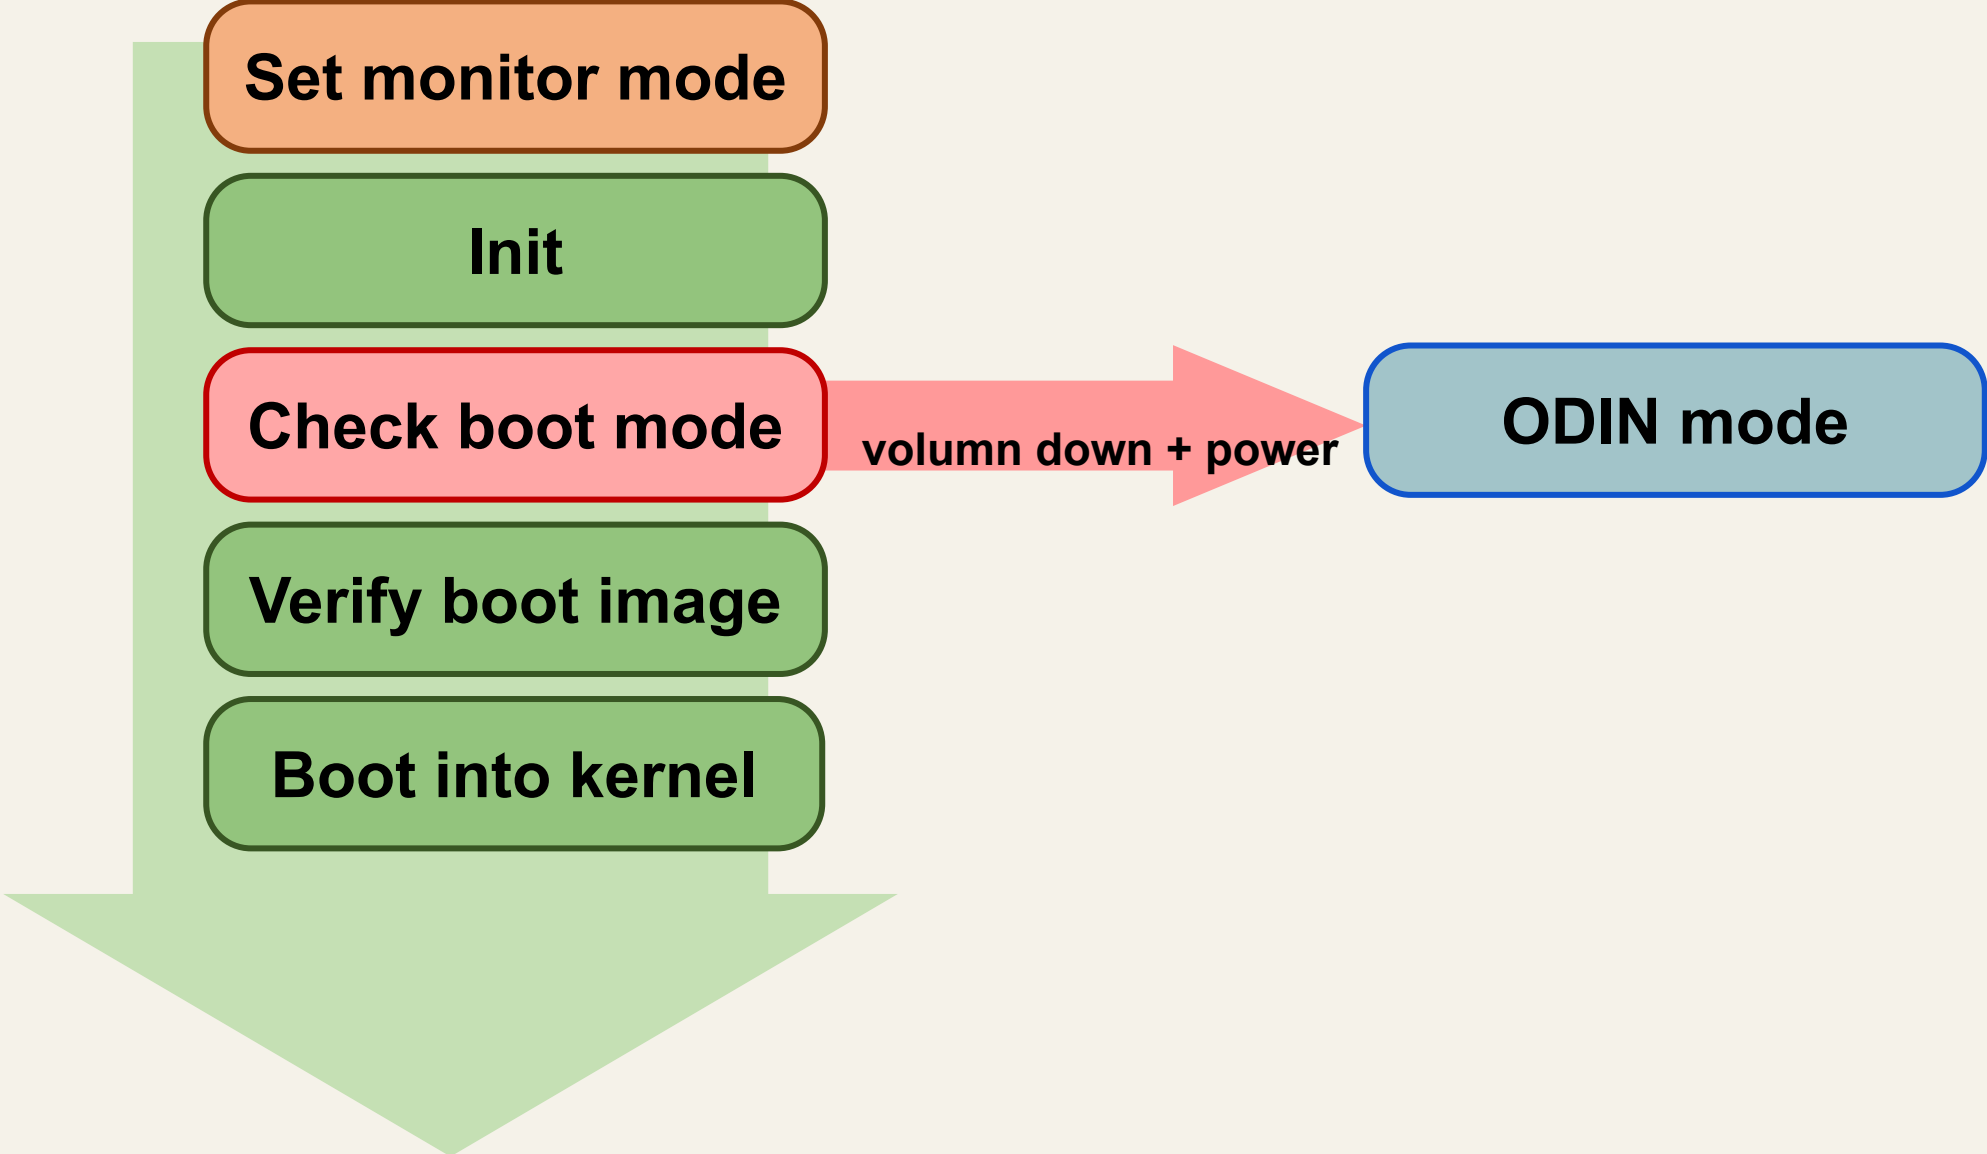 Set monitor mode
Init
Check boot mode
volumn down + power
ODIN mode
Verify boot image
Boot into kernel